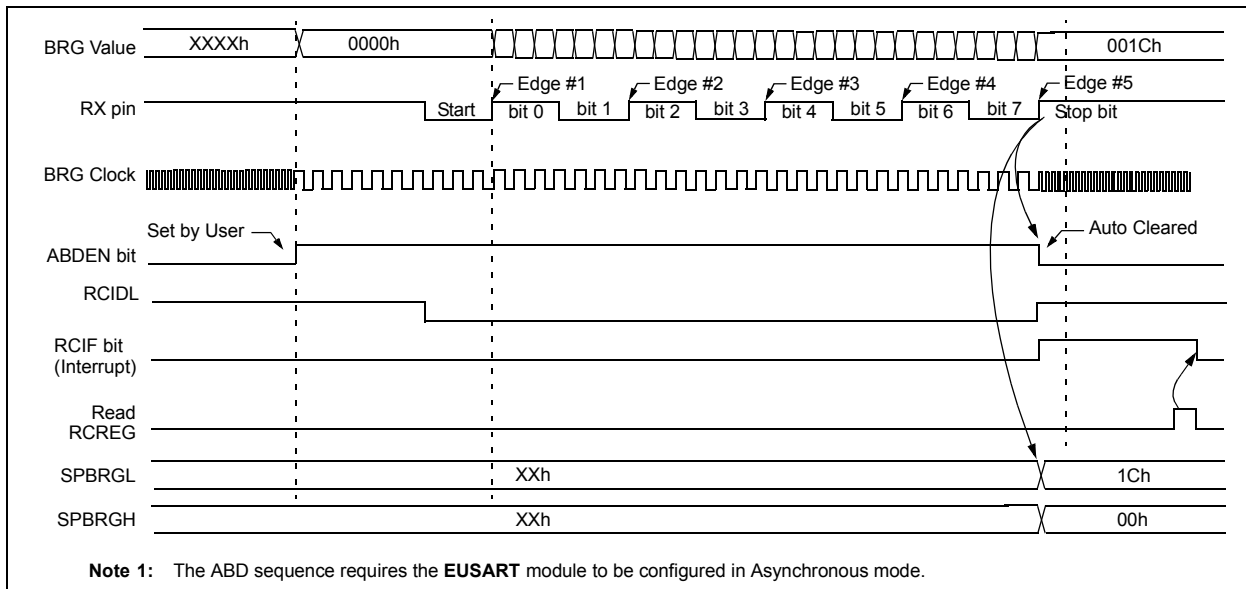 BRG Value XXXXh 0000h 001Ch
Edge #1 Edge #2 Edge #3 Edge #4 Edge #5
RX pin Start bit 0 bit 1 bit 2 bit 3 bit 4 bit 5 bit 6 bit 7 Stop bit
BRG Clock
Set by User Auto Cleared
ABDEN bit
RCIDL
RCIF bit
(Interrupt)
Read
RCREG
SPBRGL XXh 1Ch
SPBRGH XXh 00h
Note 1: The ABD sequence requires the EUSART module to be configured in Asynchronous mode.